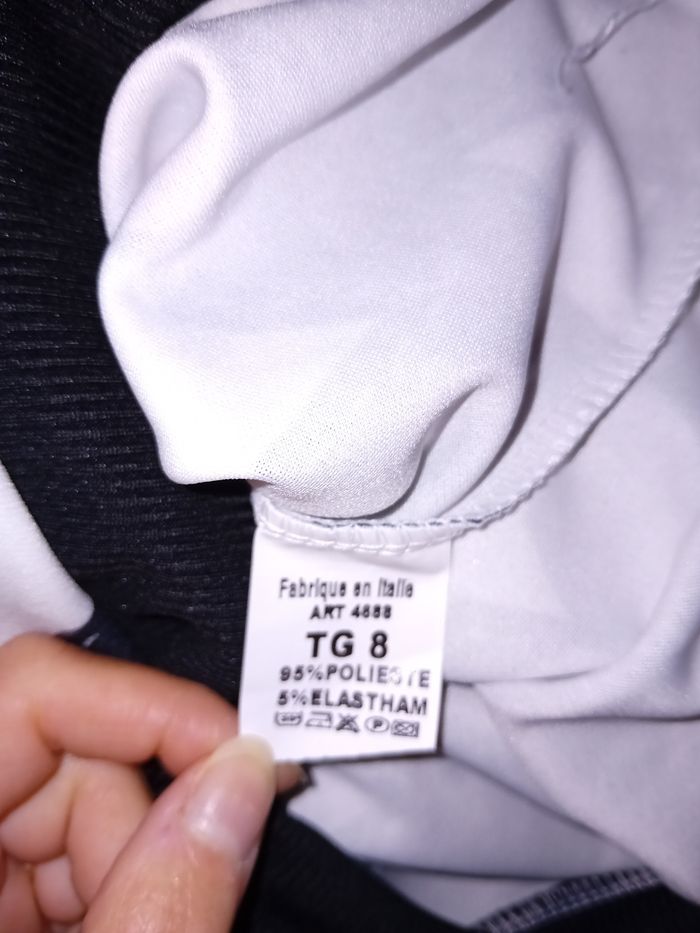 Fabrique en Italie
ART 4688
TG 8
95%POLIESTE
5%ELASTHAM
P